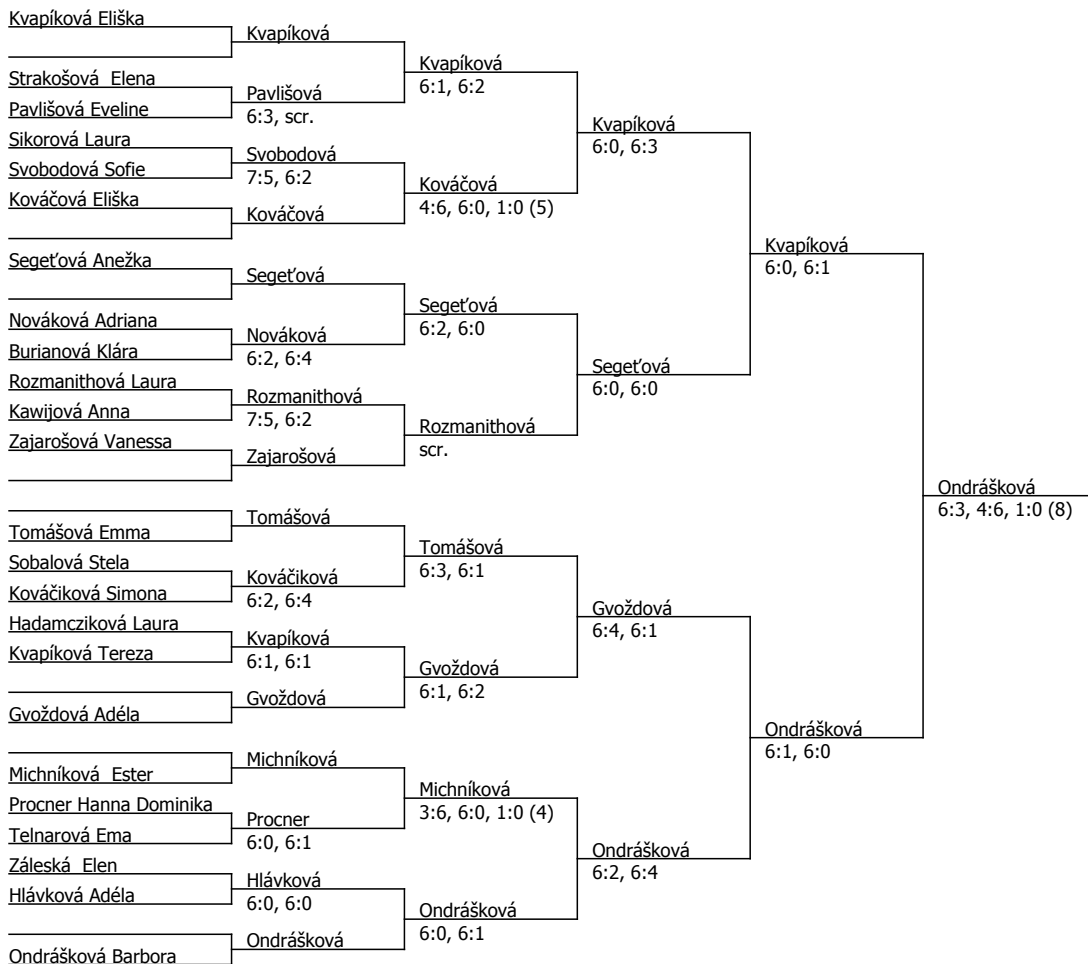 Kvapíková Eliška
Strakošová  Elena
Pavlišová Eveline
Sikorová Laura
Svobodová Sofie
Kováčová Eliška
Segeťová Anežka
Nováková Adriana
Burianová Klára
Rozmanithová Laura
Kawijová Anna
Zajarošová Vanessa
Tomášová Emma
Sobalová Stela
Kováčiková Simona
Hadamcziková Laura
Kvapíková Tereza
Gvoždová Adéla
Michníková  Ester
Procner Hanna Dominika
Telnarová Ema
Záleská  Elen
Hlávková Adéla
Ondrášková Barbora
Kvapíková
Pavlišová
6:3, scr.
Svobodová
7:5, 6:2
Kováčová
Segeťová
Nováková
6:2, 6:4
Rozmanithová
7:5, 6:2
Zajarošová
Tomášová
Kováčiková
6:2, 6:4
Kvapíková
6:1, 6:1
Gvoždová
Michníková
Procner
6:0, 6:1
Hlávková
6:0, 6:0
Ondrášková
Kvapíková
6:1, 6:2
Kováčová
4:6, 6:0, 1:0 (5)
Segeťová
6:2, 6:0
Rozmanithová
scr.
Tomášová
6:3, 6:1
Gvoždová
6:1, 6:2
Michníková
3:6, 6:0, 1:0 (4)
Ondrášková
6:0, 6:1
Kvapíková
6:0, 6:3
Segeťová
6:0, 6:0
Gvoždová
6:4, 6:1
Ondrášková
6:2, 6:4
Kvapíková
6:0, 6:1
Ondrášková
6:1, 6:0
Ondrášková
6:3, 4:6, 1:0 (8)